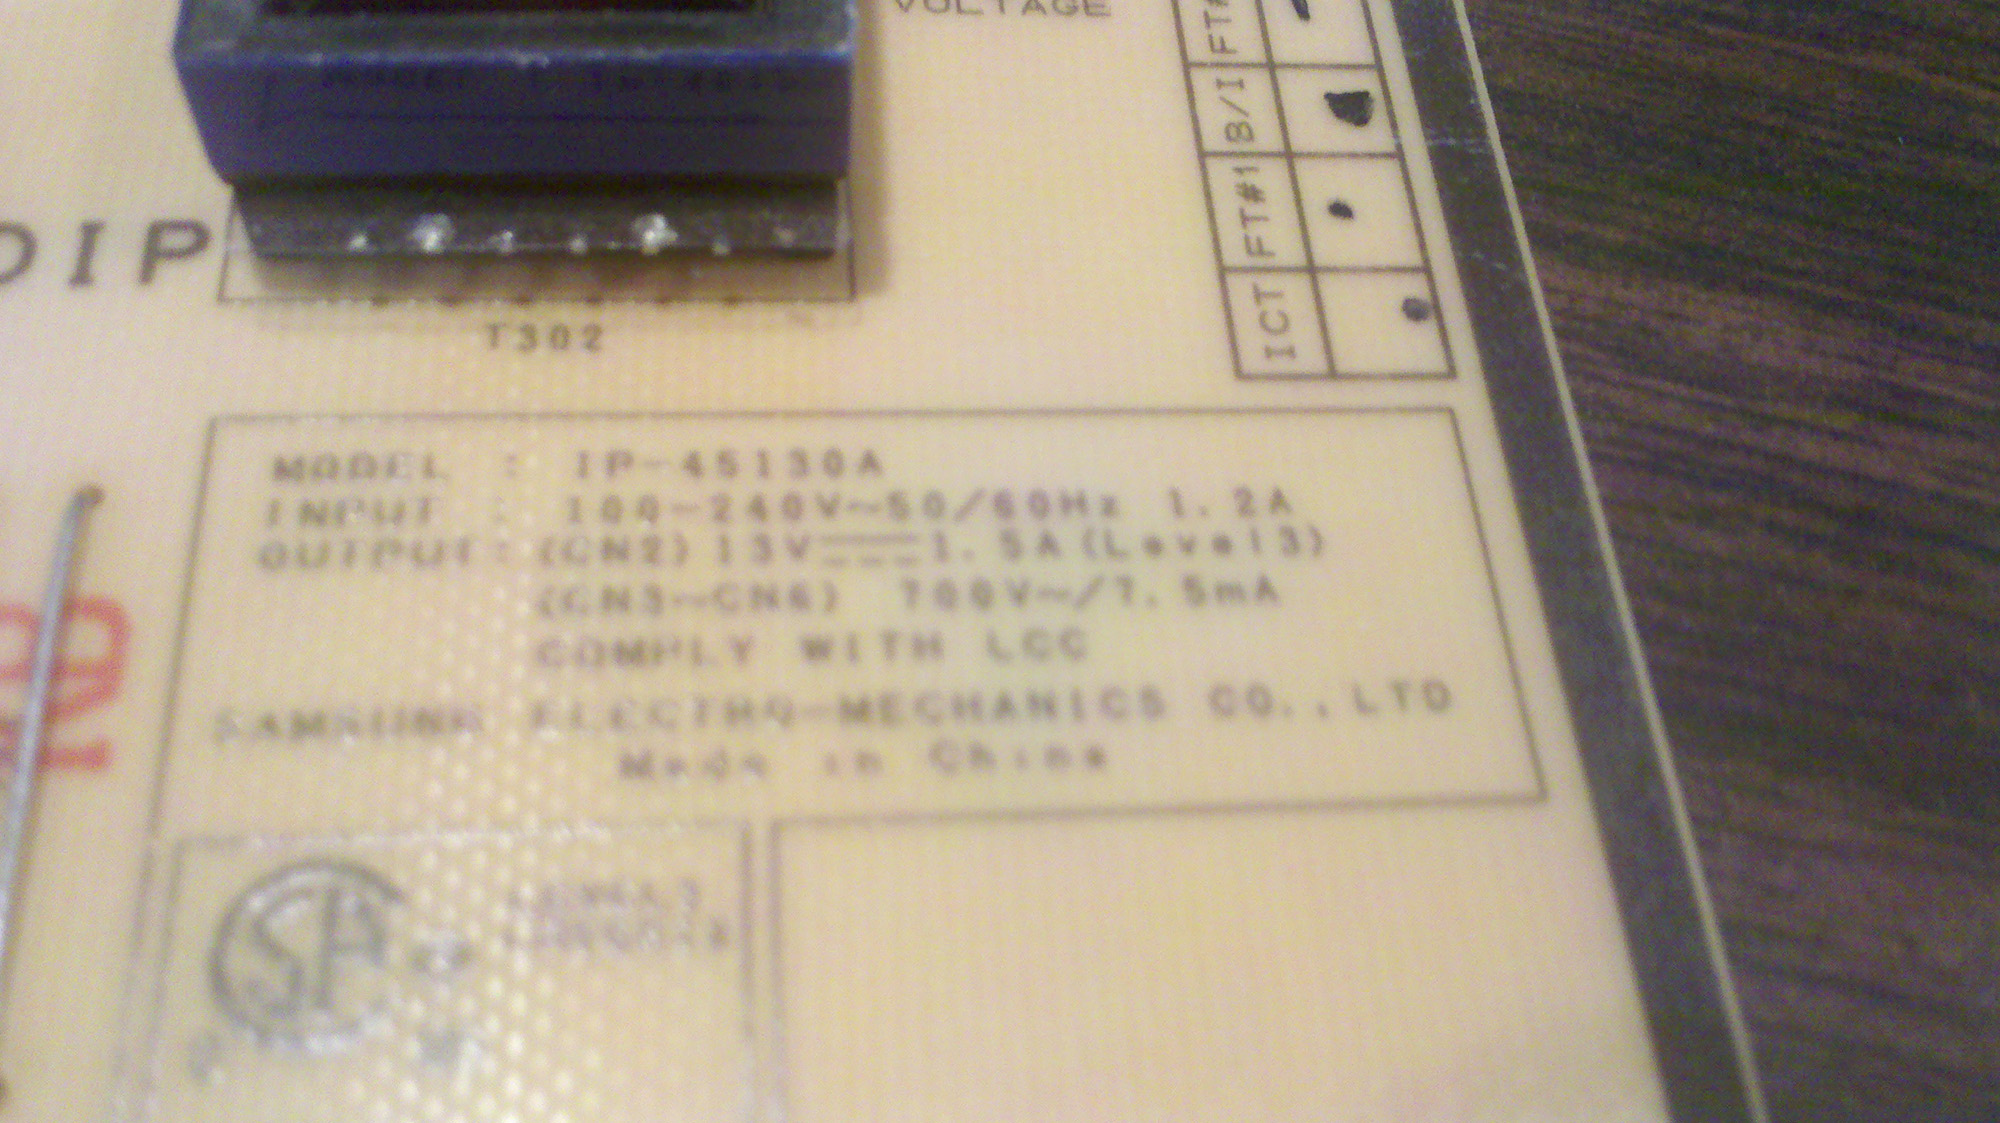 VOLTAGE
FT#
B/I
FT#1
ICT
DIP
T302
MODEL : IP-45130A
INPUT : 100~240V~50/60Hz 1.2A
OUTPUT: (CN2) 13V 1.5A (Level3)
(CN3~CN6) 700V~/7.5mA
COMPLY WITH LCC
SAMSUNG ELECTRO-MECHANICS CO.,LTD
Made in China
LEVEL 3